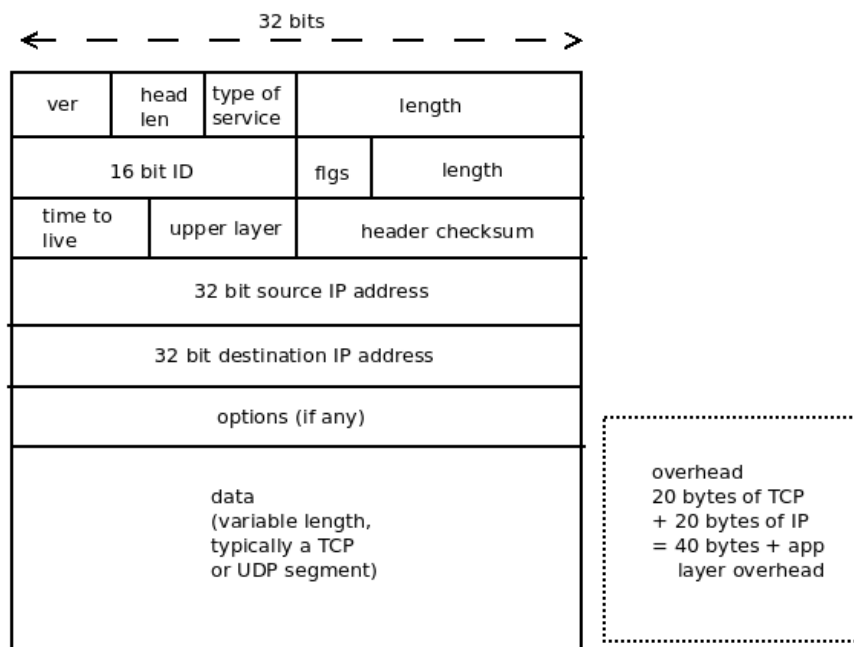 32 bits
ver
head
len
type of
service
length
16 bit ID
flgs
length
time to
live
upper layer
header checksum
32 bit source IP address
32 bit destination IP address
options (if any)
data
(variable length,
typically a TCP
or UDP segment)
overhead
20 bytes of TCP
+ 20 bytes of IP
= 40 bytes + app
layer overhead